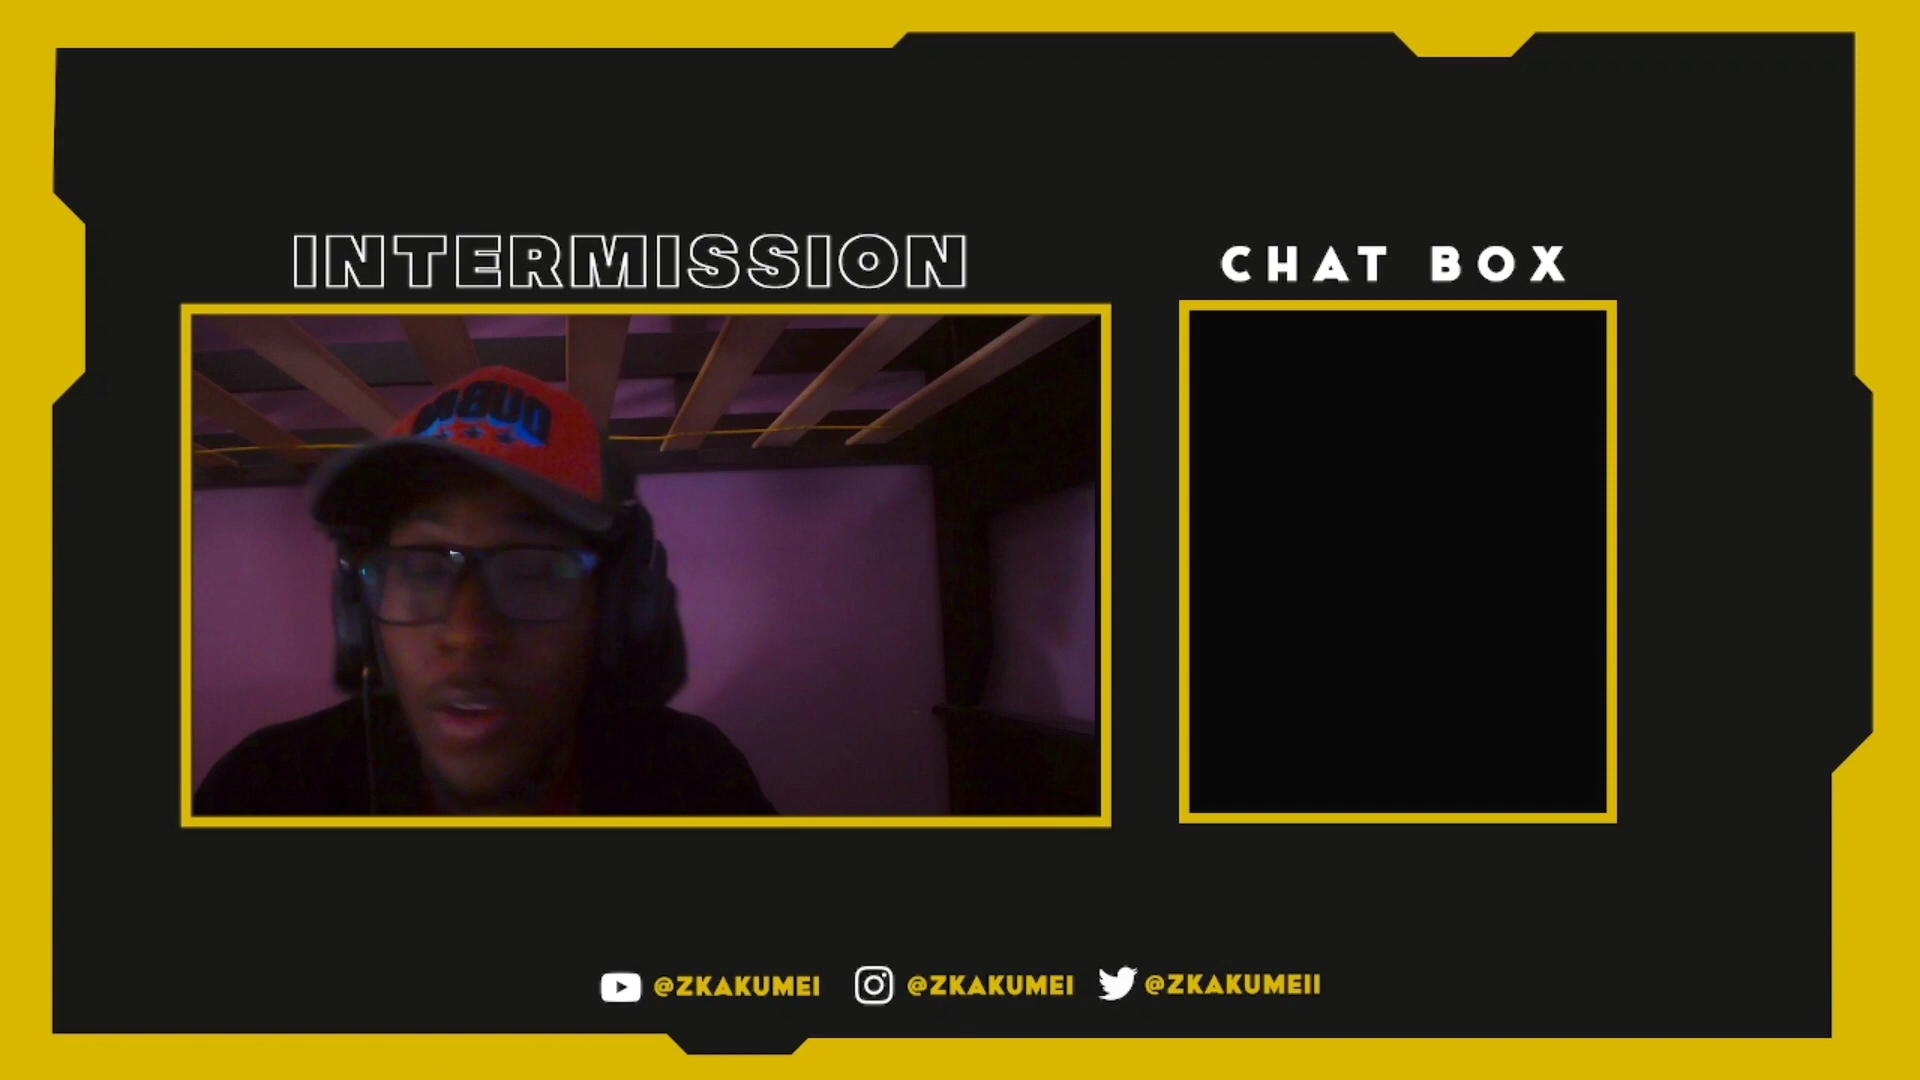 INTERMISSION
CHAT BOX
@ZKAKUMEI
@ZKAKUMEI
@ZKAKUMEII